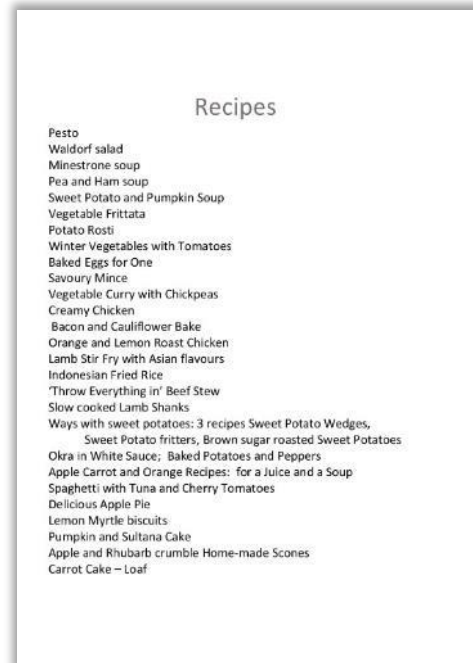 Recipes
Pesto
Waldorf salad
Minestrone soup
Pea and Ham soup
Sweet Potato and Pumpkin Soup
Vegetable Frittata
Potato Rosti
Winter Vegetables with Tomatoes
Baked Eggs for One
Savoury Mince
Vegetable Curry with Chickpeas
Creamy Chicken
Bacon and Cauliflower Bake
Orange and Lemon Roast Chicken
Lamb Stir Fry with Asian flavours
Indonesian Fried Rice
'Throw Everything in' Beef Stew
Slow cooked Lamb Shanks
Ways with sweet potatoes: 3 recipes Sweet Potato Wedges,
Sweet Potato fritters, Brown sugar roasted Sweet Potatoes
Okra in White Sauce;  Baked Potatoes and Peppers
Apple Carrot and Orange Recipes:  for a Juice and a Soup
Spaghetti with Tuna and Cherry Tomatoes
Delicious Apple Pie
Lemon Myrtle biscuits
Pumpkin and Sultana Cake
Apple and Rhubarb crumble Home-made Scones
Carrot Cake – Loaf